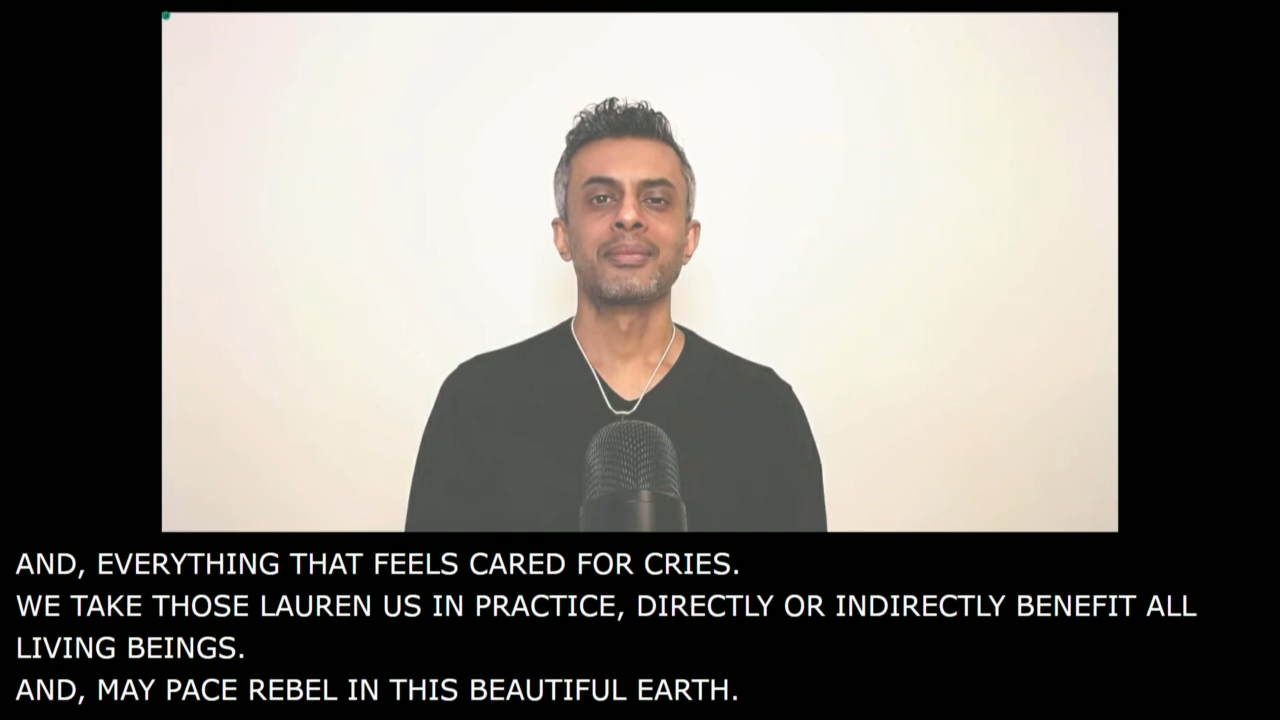 AND, EVERYTHING THAT FEELS CARED FOR CRIES.
WE TAKE THOSE LAUREN US IN PRACTICE, DIRECTLY OR INDIRECTLY BENEFIT ALL
LIVING BEINGS.
AND, MAY PACE REBEL IN THIS BEAUTIFUL EARTH.